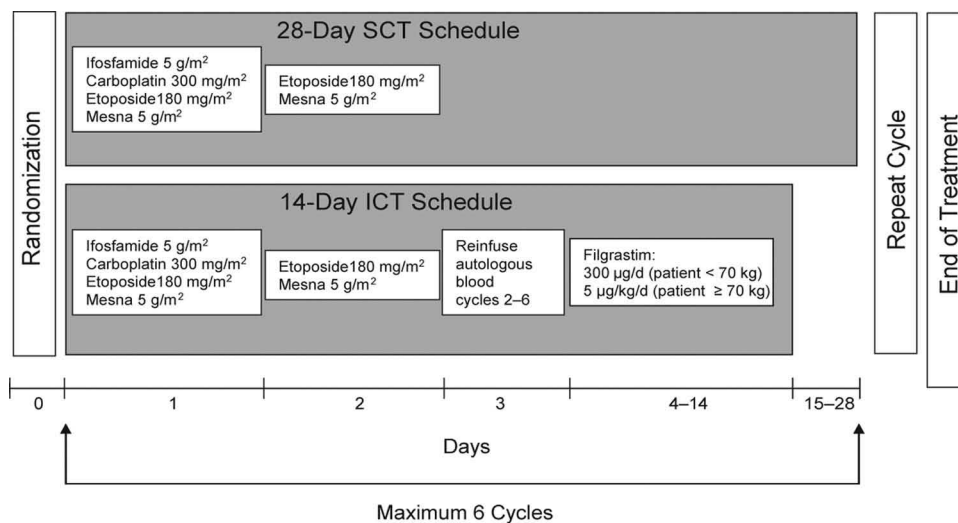 Randomization
28-Day SCT Schedule
Ifosfamide 5 g/m²
Carboplatin 300 mg/m²
Etoposide180 mg/m²
Mesna 5 g/m²
Etoposide180 mg/m²
Mesna 5 g/m²
14-Day ICT Schedule
Ifosfamide 5 g/m²
Carboplatin 300 mg/m²
Etoposide180 mg/m²
Mesna 5 g/m²
Etoposide180 mg/m²
Mesna 5 g/m²
Reinfuse
autologous
blood
cycles 2–6
Filgrastim:
300 µg/d (patient < 70 kg)
5 µg/kg/d (patient ≥ 70 kg)
Repeat Cycle
End of Treatment
0 1 2 3 4–14 15–28
Days
Maximum 6 Cycles